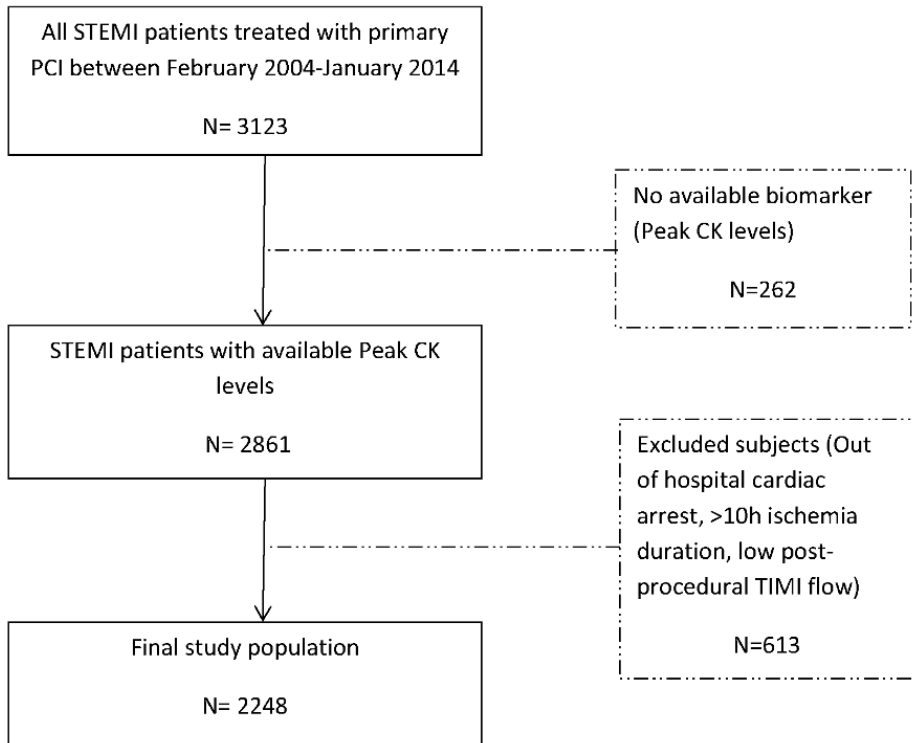 All STEMI patients treated with primary
PCI between February 2004-January 2014
N= 3123
No available biomarker
(Peak CK levels)
N=262
STEMI patients with available Peak CK
levels
N= 2861
Excluded subjects (Out
of hospital cardiac
arrest, >10h ischemia
duration, low post-
procedural TIMI flow)
N=613
Final study population
N= 2248